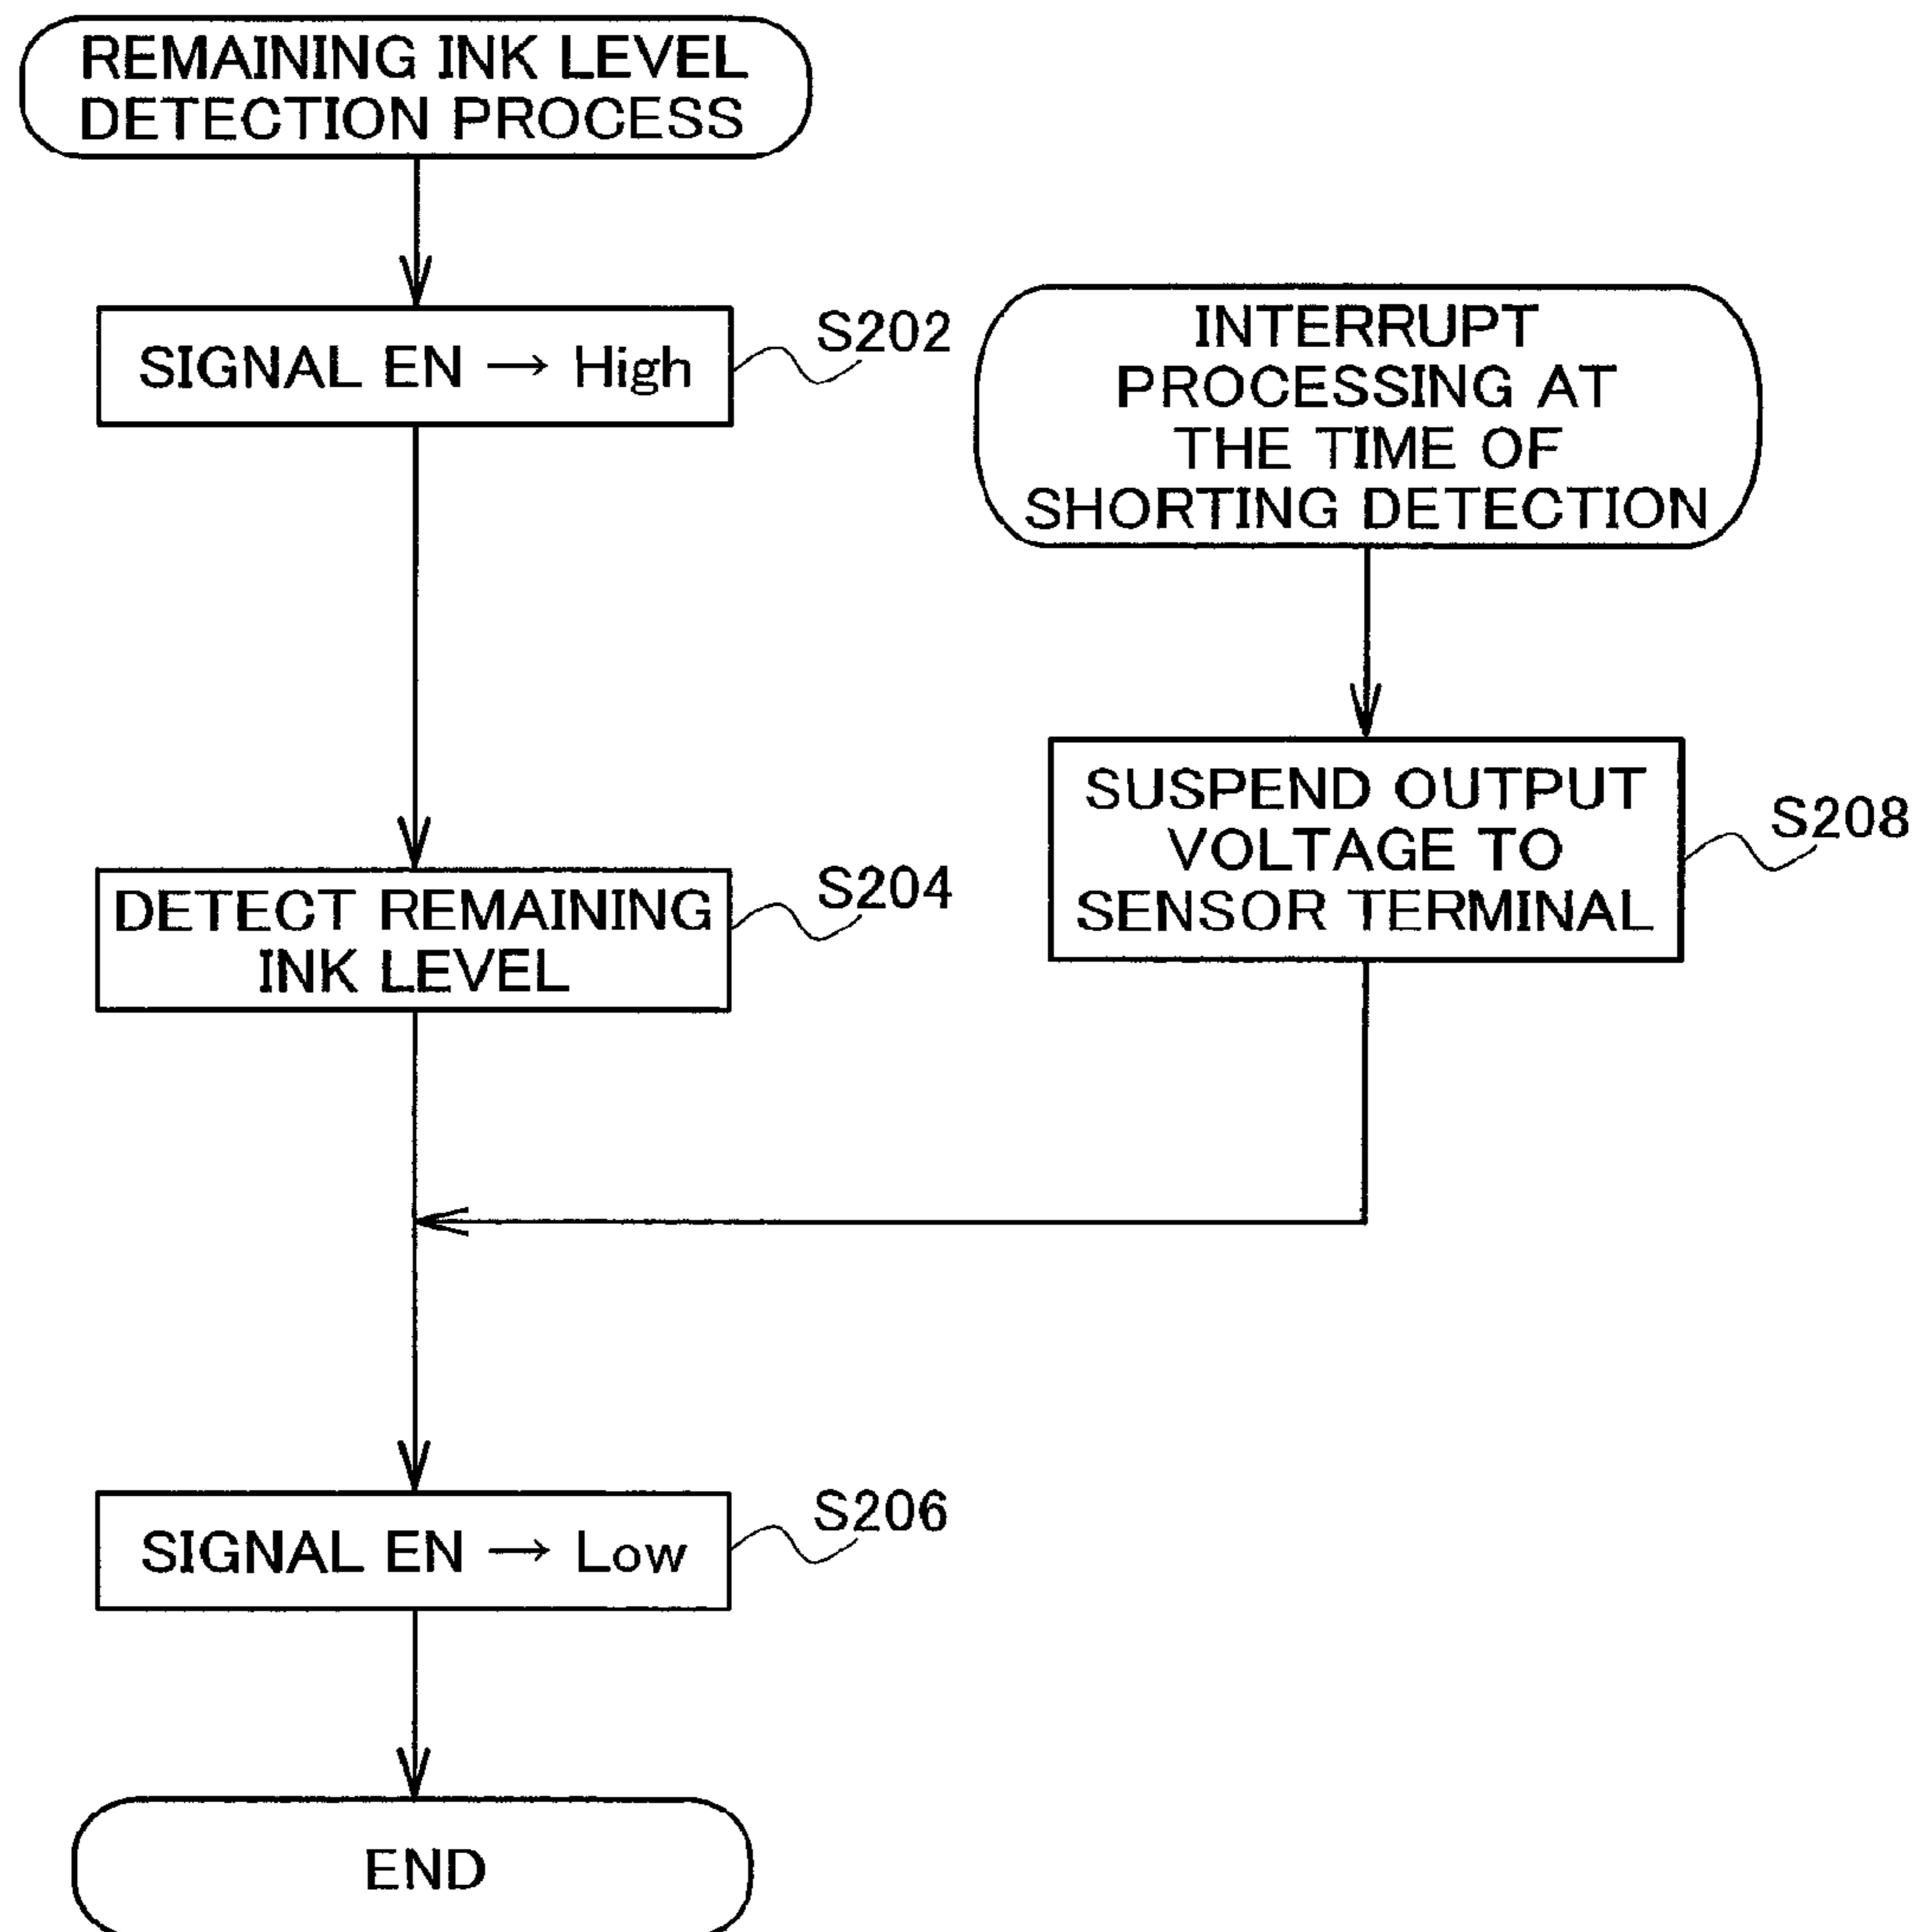 REMAINING INK LEVEL
DETECTION PROCESS
SIGNAL EN → High
S202
INTERRUPT
PROCESSING AT
THE TIME OF
SHORTING DETECTION
SUSPEND OUTPUT
VOLTAGE TO
SENSOR TERMINAL
S208
DETECT REMAINING
INK LEVEL
S204
SIGNAL EN → Low
S206
END